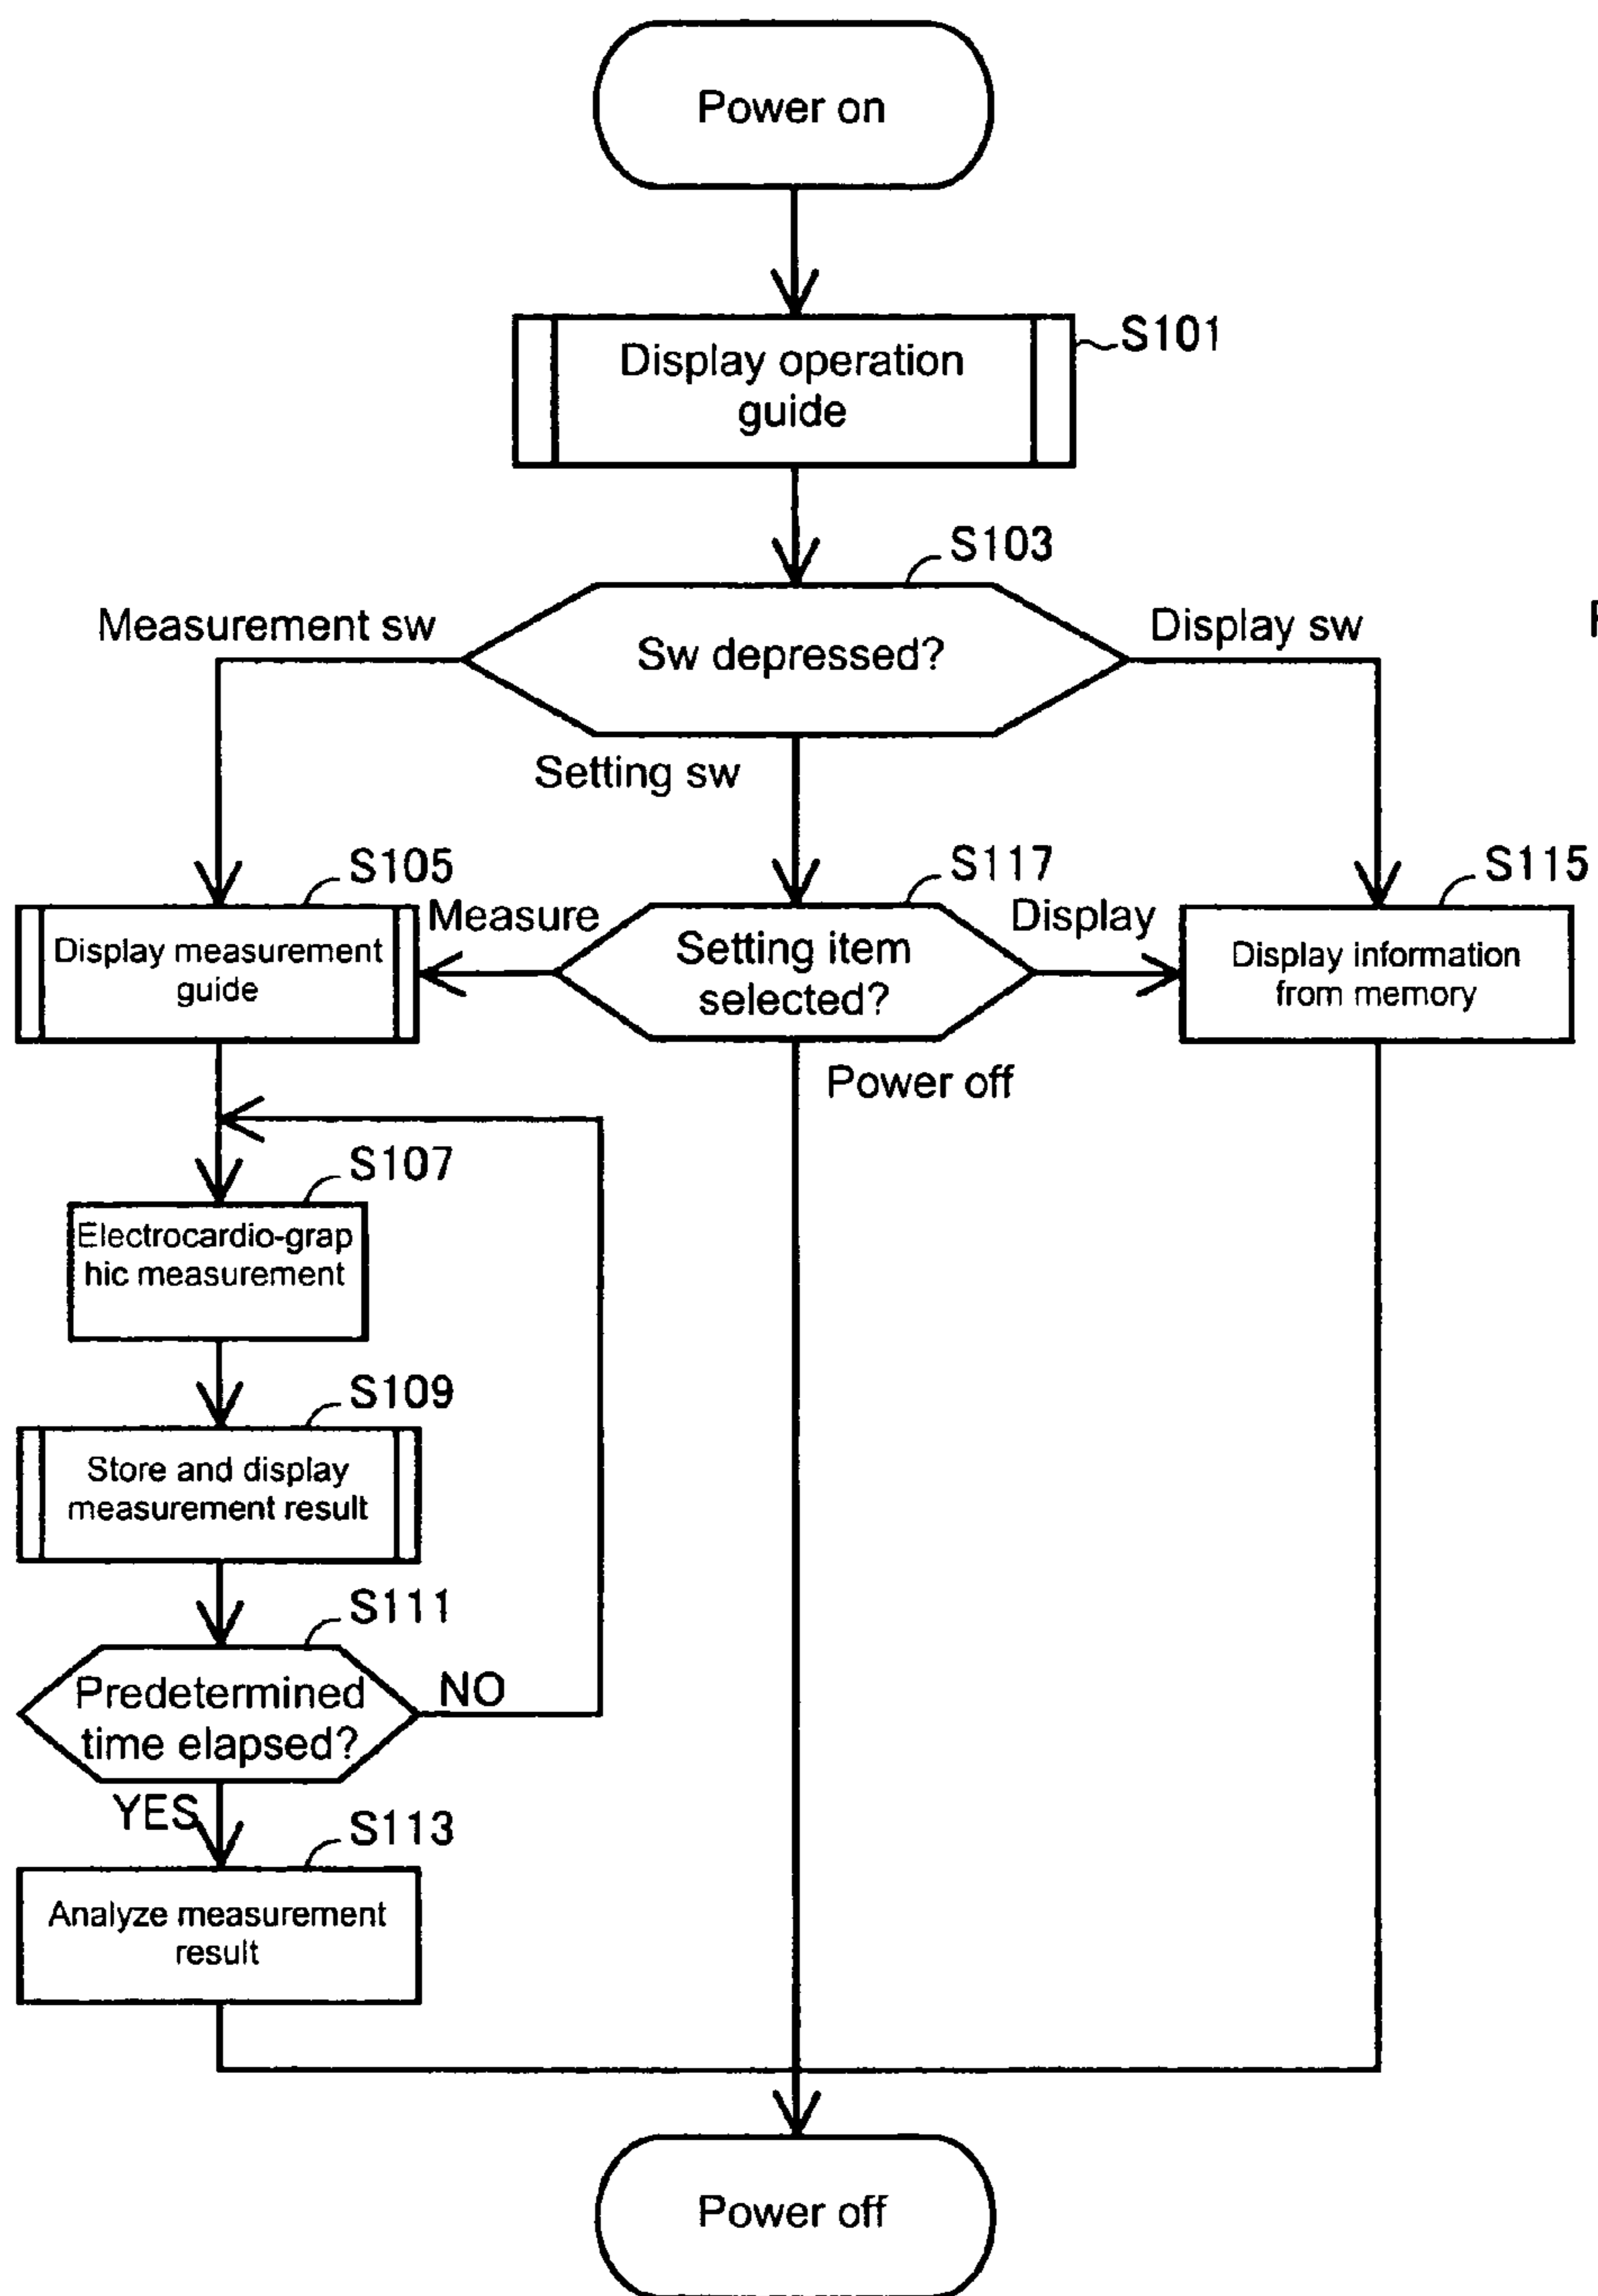 Power on
S101
Display operation
guide
S103
Measurement sw
Display sw
Sw depressed?
Setting sw
S105
S117
S115
Measure
Display
Display measurement
guide
Setting item
selected?
Display information
from memory
Power off
S107
Electrocardio-grap
hic measurement
S109
Store and display
measurement result
S111
Predetermined
time elapsed?
NO
YES
S113
Analyze measurement
result
Power off